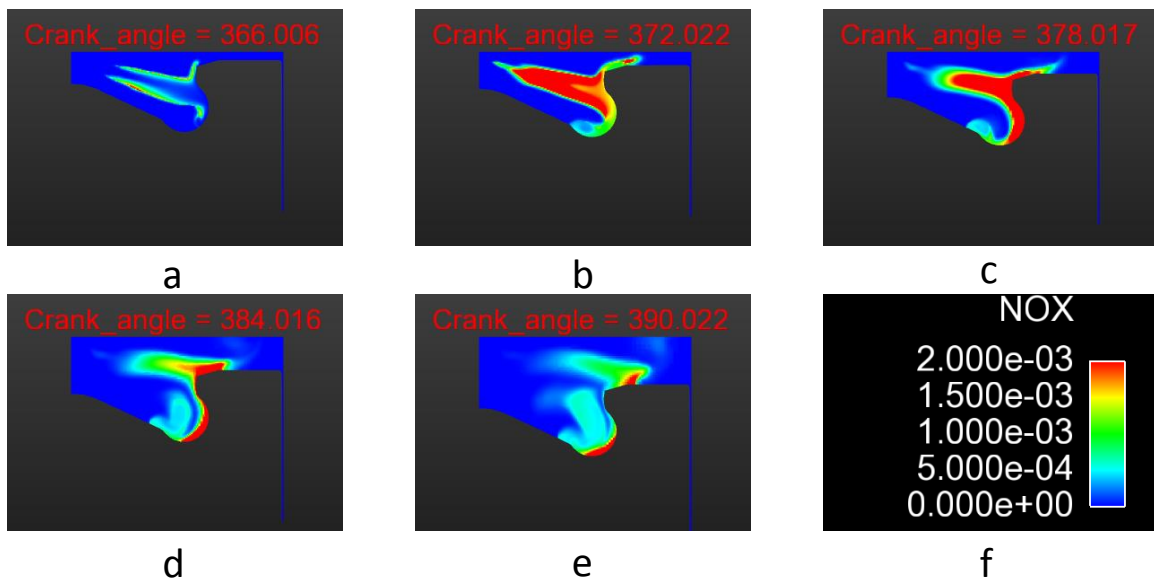 Crank_angle = 366.006
Crank_angle = 372.022
Crank_angle = 378.017
a
b
c
Crank_angle = 384.016
Crank_angle = 390.022
NOX
2.000e-03
1.500e-03
1.000e-03
5.000e-04
0.000e+00
d
e
f